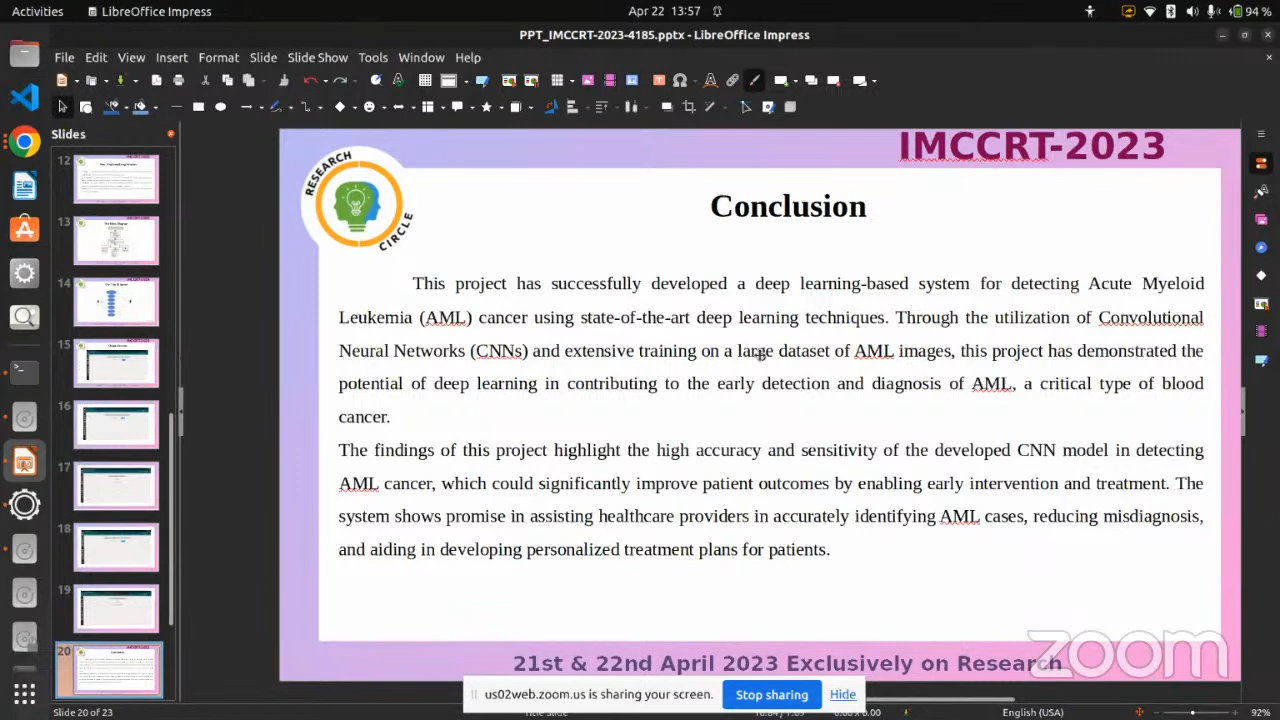 Activities
LibreOffice Impress
Apr 22 13:57
94 %
PPT_IMCCRT-2023-4185.pptx - LibreOffice Impress
File Edit View Insert Format Slide Slide Show Tools Window Help
Slides
12
13
14
15
16
17
18
19
20
IMCCRT-2023
RESEARCH
CIRCLE
Conclusion
This project has successfully developed a deep learning-based system for detecting Acute Myeloid
Leukemia (AML) cancer using state-of-the-art deep learning techniques. Through the utilization of Convolutional
Neural Networks (CNNs) and extensive training on a large dataset of AML images, this project has demonstrated the
potential of deep learning in contributing to the early detection and diagnosis of AML, a critical type of blood
cancer.
The findings of this project highlight the high accuracy and sensitivity of the developed CNN model in detecting
AML cancer, which could significantly improve patient outcomes by enabling early intervention and treatment. The
system shows promise in assisting healthcare providers in accurately identifying AML cases, reducing misdiagnosis,
and aiding in developing personalized treatment plans for patients.
zoom
21st & 22nd April 2023 Exclusively on Research
us02web.zoom.us is sharing your screen.
Stop sharing
Hide
Slide 20 of 23
English (USA)
92%